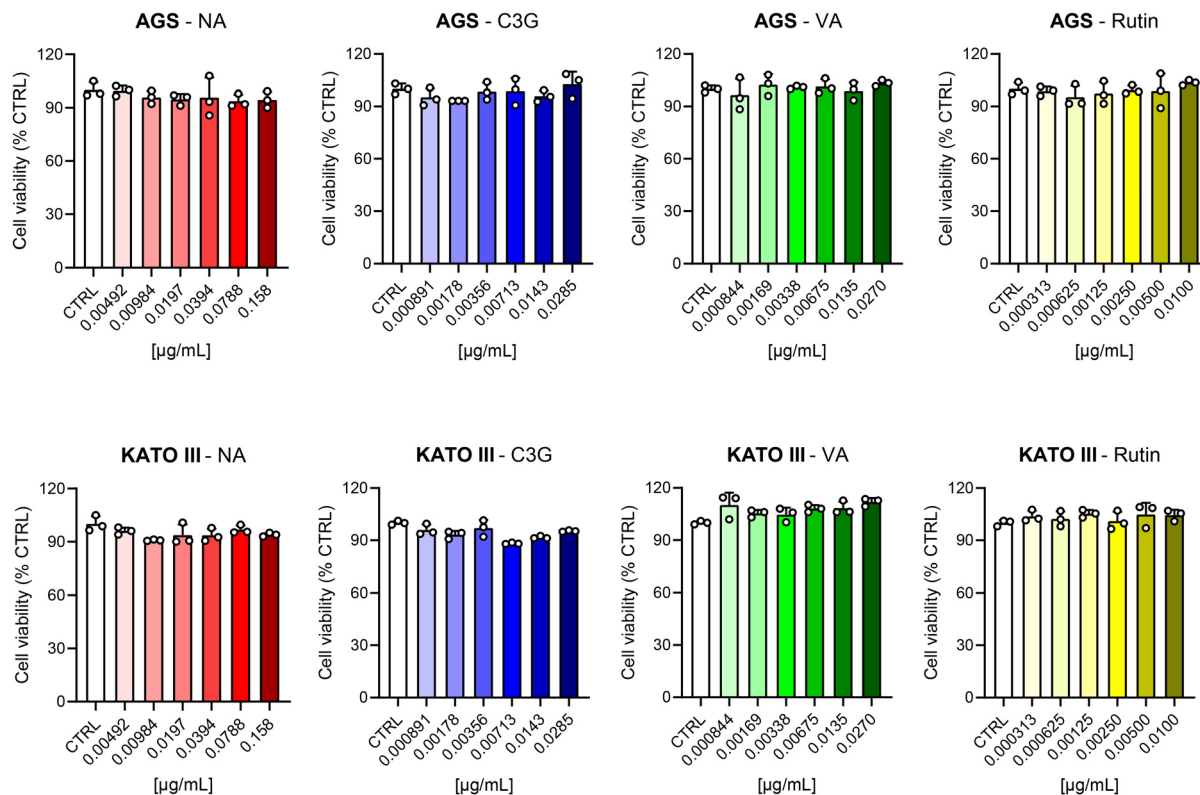 AGS - NA
Cell viability (% CTRL)
120
90
60
30
0
CTRL
0.00492
0.00984
0.0197
0.0394
0.0788
0.158
[µg/mL]
AGS - C3G
Cell viability (% CTRL)
120
90
60
30
0
CTRL
0.000891
0.00178
0.00356
0.00713
0.0143
0.0285
[µg/mL]
AGS - VA
Cell viability (% CTRL)
120
90
60
30
0
CTRL
0.000844
0.00169
0.00338
0.00675
0.0135
0.0270
[µg/mL]
AGS - Rutin
Cell viability (% CTRL)
120
90
60
30
0
CTRL
0.000313
0.000625
0.00125
0.00250
0.00500
0.0100
[µg/mL]
KATO III - NA
Cell viability (% CTRL)
120
90
60
30
0
CTRL
0.00492
0.00984
0.0197
0.0394
0.0788
0.158
[µg/mL]
KATO III - C3G
Cell viability (% CTRL)
120
90
60
30
0
CTRL
0.000891
0.00178
0.00356
0.00713
0.0143
0.0285
[µg/mL]
KATO III - VA
Cell viability (% CTRL)
120
90
60
30
0
CTRL
0.000844
0.00169
0.00338
0.00675
0.0135
0.0270
[µg/mL]
KATO III - Rutin
Cell viability (% CTRL)
120
90
60
30
0
CTRL
0.000313
0.000625
0.00125
0.00250
0.00500
0.0100
[µg/mL]